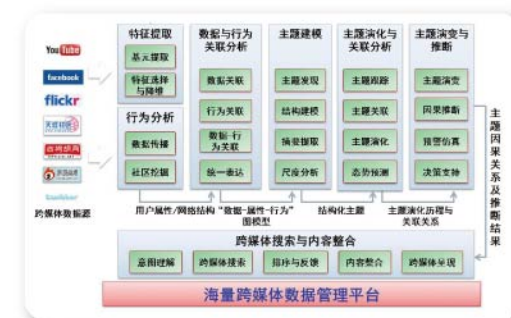 YouTube
facebook
flickr
天涯社区
twitter
跨媒体数据源
特征提取
基元提取
特征选择
与降维
行为分析
数据传播
社区挖掘
数据与行为
关联分析
数据关联
行为关联
数据-行
为关联
统一表达
主题建模
主题发现
结构建模
摘要提取
尺度分析
主题演化与
关联分析
主题跟踪
主题关联
主题演化
态势预测
主题演变与
推断
主题演变
因果推断
预警仿真
决策支持
主题因果关系及推断结果
用户属性/网络结构
“数据-属性-行为”
图模型
结构化主题
主题演化历程与
关联关系
跨媒体搜索与内容整合
意图理解
跨媒体搜索
排序与反馈
内容整合
跨媒体呈现
海量跨媒体数据管理平台